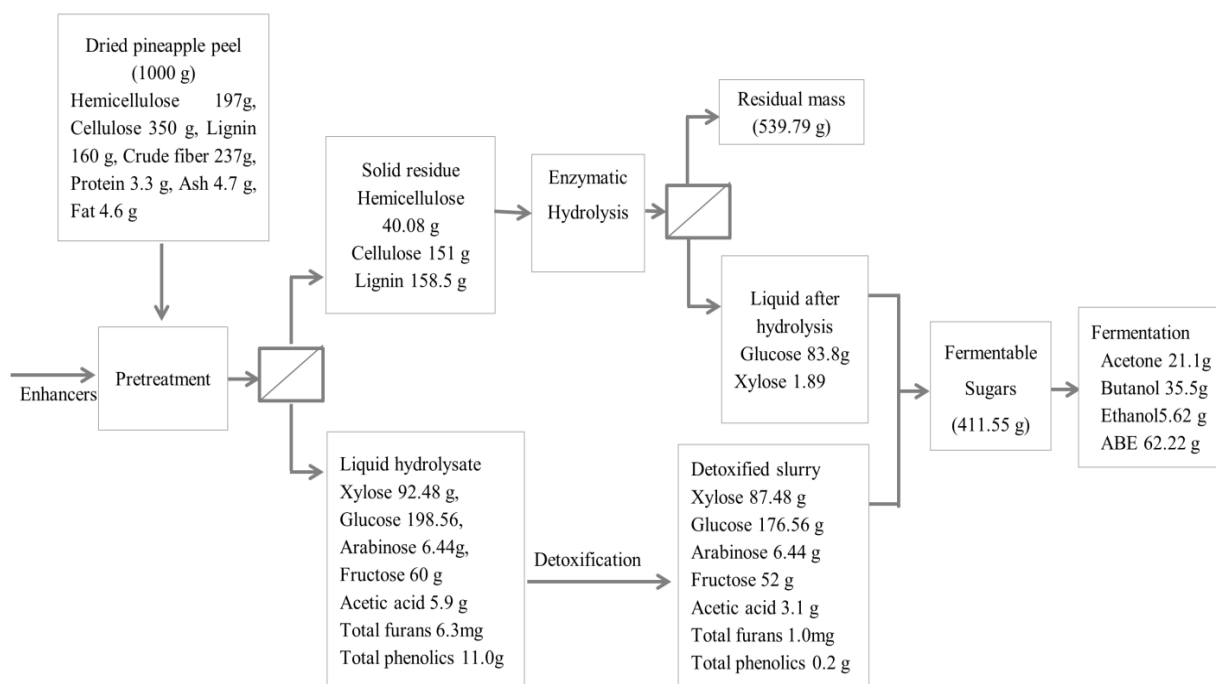 Dried pineapple peel
(1000 g)
Hemicellulose 197g,
Cellulose 350 g, Lignin
160 g, Crude fiber 237g,
Protein 3.3 g, Ash 4.7 g,
Fat 4.6 g
Enhancers
Pretreatment
Solid residue
Hemicellulose
40.08 g
Cellulose 151 g
Lignin 158.5 g
Enzymatic
Hydrolysis
Residual mass
(539.79 g)
Liquid after
hydrolysis
Glucose 83.8g
Xylose 1.89
Liquid hydrolysate
Xylose 92.48 g,
Glucose 198.56,
Arabinose 6.44g,
Fructose 60 g
Acetic acid 5.9 g
Total furans 6.3mg
Total phenolics 11.0g
Detoxification
Detoxified slurry
Xylose 87.48 g
Glucose 176.56 g
Arabinose 6.44 g
Fructose 52 g
Acetic acid 3.1 g
Total furans 1.0mg
Total phenolics 0.2 g
Fermentable
Sugars
(411.55 g)
Fermentation
Acetone 21.1g
Butanol 35.5g
Ethanol5.62 g
ABE 62.22 g